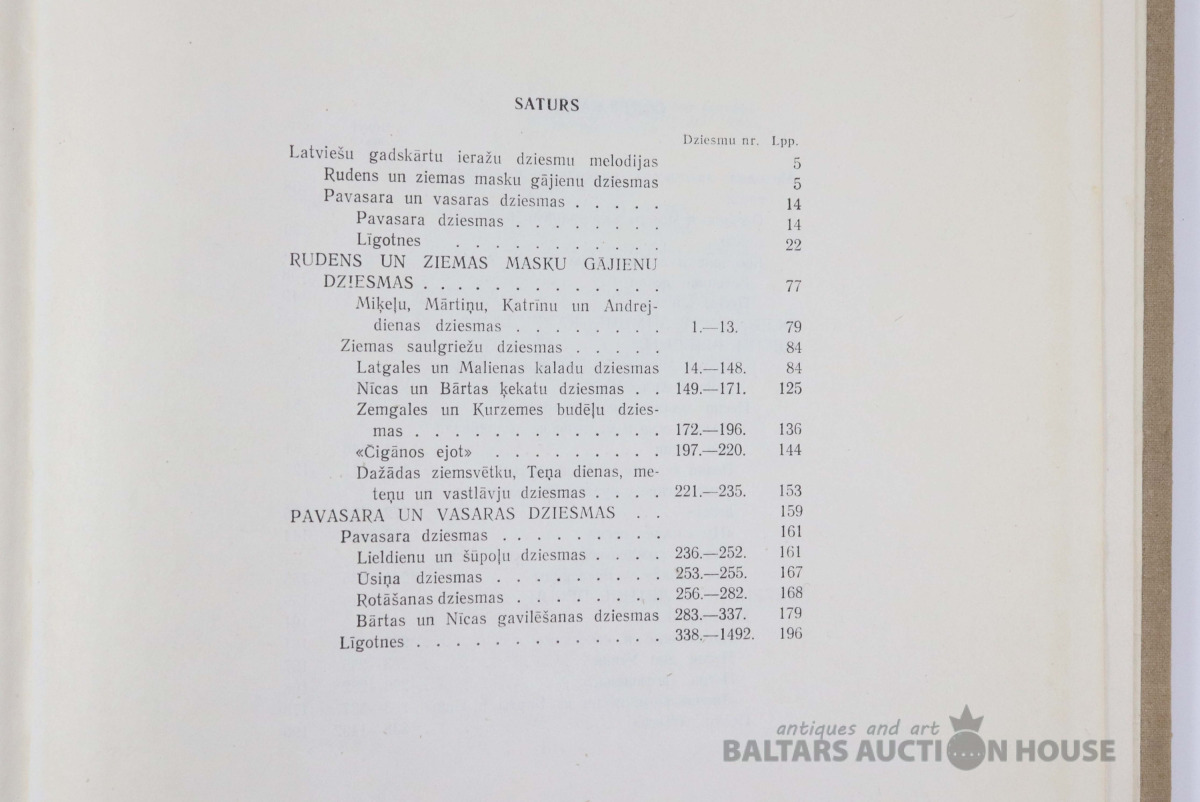 SATURS
Dziesmu nr. Lpp.
Latviešu gadskārtu ieražu dziesmu melodijas 5
Rudens un ziemas masku gājienu dziesmas 5
Pavasara un vasaras dziesmas . . . . . 14
Pavasara dziesmas . . . . . . . . 14
Līgotnes . . . . . . . . . . . 22
RUDENS UN ZIEMAS MASKU GĀJIENU
DZIESMAS . . . . . . . . . . . . . 77
Miķeļu, Mārtiņu, Katrīnu un Andrej-
dienas dziesmas . . . . . . . . 1.—13. 79
Ziemas saulgriežu dziesmas . . . . . 84
Latgales un Malienas kaladu dziesmas 14.—148. 84
Nīcas un Bārtas ķekatu dziesmas . . 149.—171. 125
Zemgales un Kurzemes budēļu dzies-
mas . . . . . . . . . . . . . 172.—196. 136
«Čigānos ejot» . . . . . . . . . 197.—220. 144
Dažādas ziemsvētku, Teņa dienas, me-
teņu un vastlāvju dziesmas . . . . 221.—235. 153
PAVASARA UN VASARAS DZIESMAS . . 159
Pavasara dziesmas . . . . . . . . . 161
Lieldienu un šūpoļu dziesmas . . . . 236.—252. 161
Ūsiņa dziesmas . . . . . . . . . 253.—255. 167
Rotāšanas dziesmas . . . . . . . . 256.—282. 168
Bārtas un Nīcas gavilēšanas dziesmas 283.—337. 179
Līgotnes . . . . . . . . . . . . . 338.—1492. 196
antiques and art
BALTARS AUCTION HOUSE